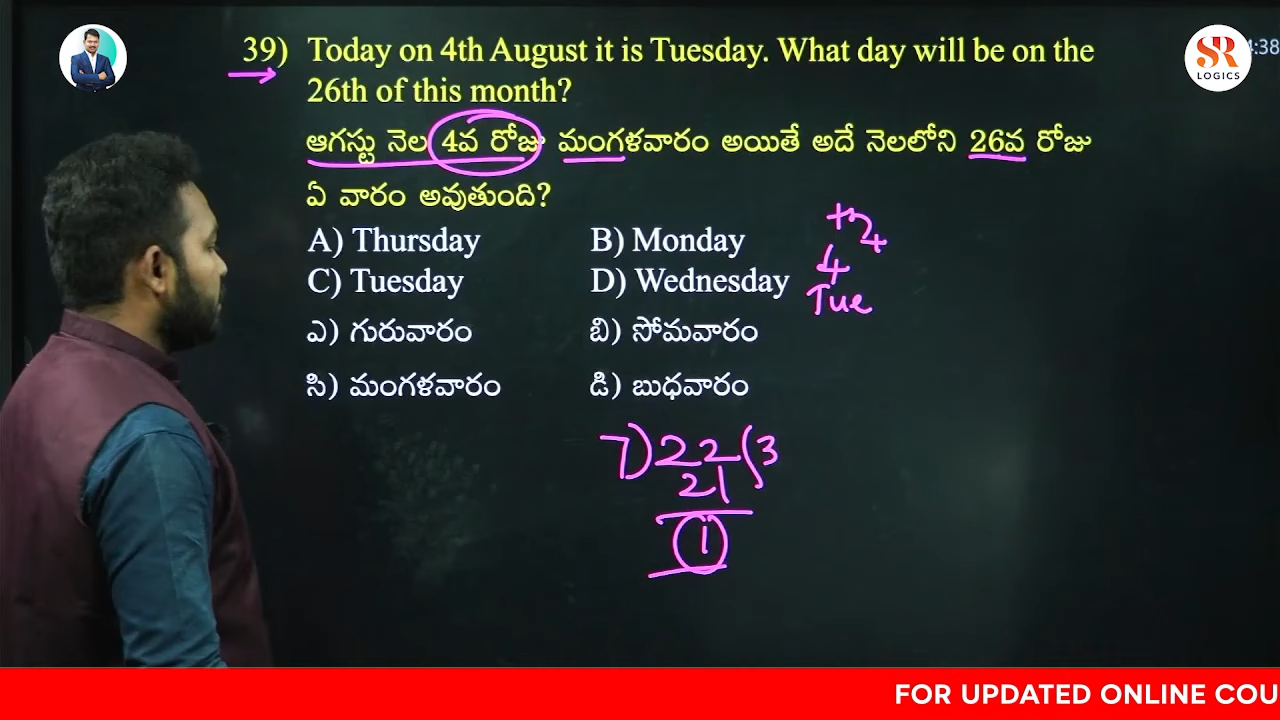 39) Today on 4th August it is Tuesday. What day will be on the
26th of this month?
ఆగస్టు నెల 4వ రోజు మంగళవారం అయితే అదే నెలలోని 26వ రోజు
ఏ వారం అవుతుంది?
A) Thursday B) Monday
C) Tuesday D) Wednesday
ఎ) గురువారం బి) సోమవారం
సి) మంగళవారం డి) బుధవారం
4
Tue
7)22(3
21
1
SR
LOGICS
4:38
FOR UPDATED ONLINE COU